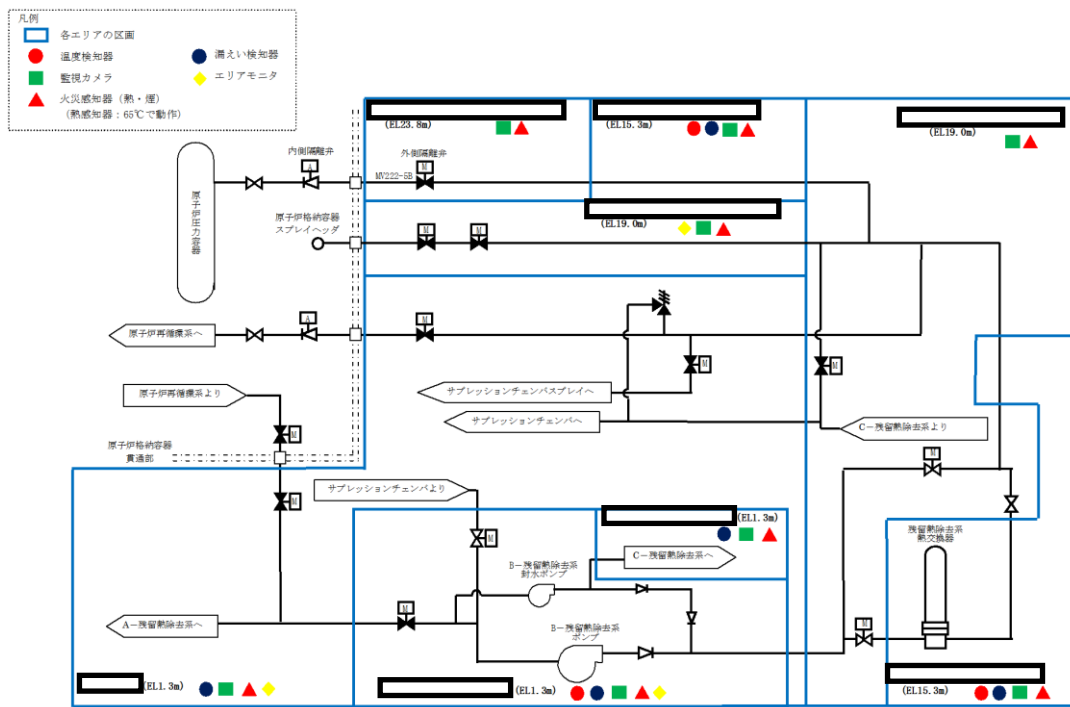 凡例
各エリアの区画
温度検知器
漏えい検知器
監視カメラ
エリアモニタ
火災感知器（熱・煙）
（熱感知器：65℃で動作）
(EL23.8m)
(EL15.3m)
(EL19.0m)
内側隔離弁
外側隔離弁
A
M
MV222-5B
原子炉圧力容器
(EL19.0m)
原子炉格納容器
スプレイヘッダ
M
M
原子炉再循環系へ
A
M
M
M
原子炉再循環系より
サプレッションチェンバスプレイへ
サプレッションチェンバへ
C－残留熱除去系より
M
原子炉格納容器
貫通部
M
サプレッションチェンバより
M
M
(EL1.3m)
残留熱除去系
熱交換器
C－残留熱除去系へ
B－残留熱除去系
封水ポンプ
M
A－残留熱除去系へ
B－残留熱除去系
ポンプ
M
(EL1.3m)
(EL1.3m)
(EL15.3m)